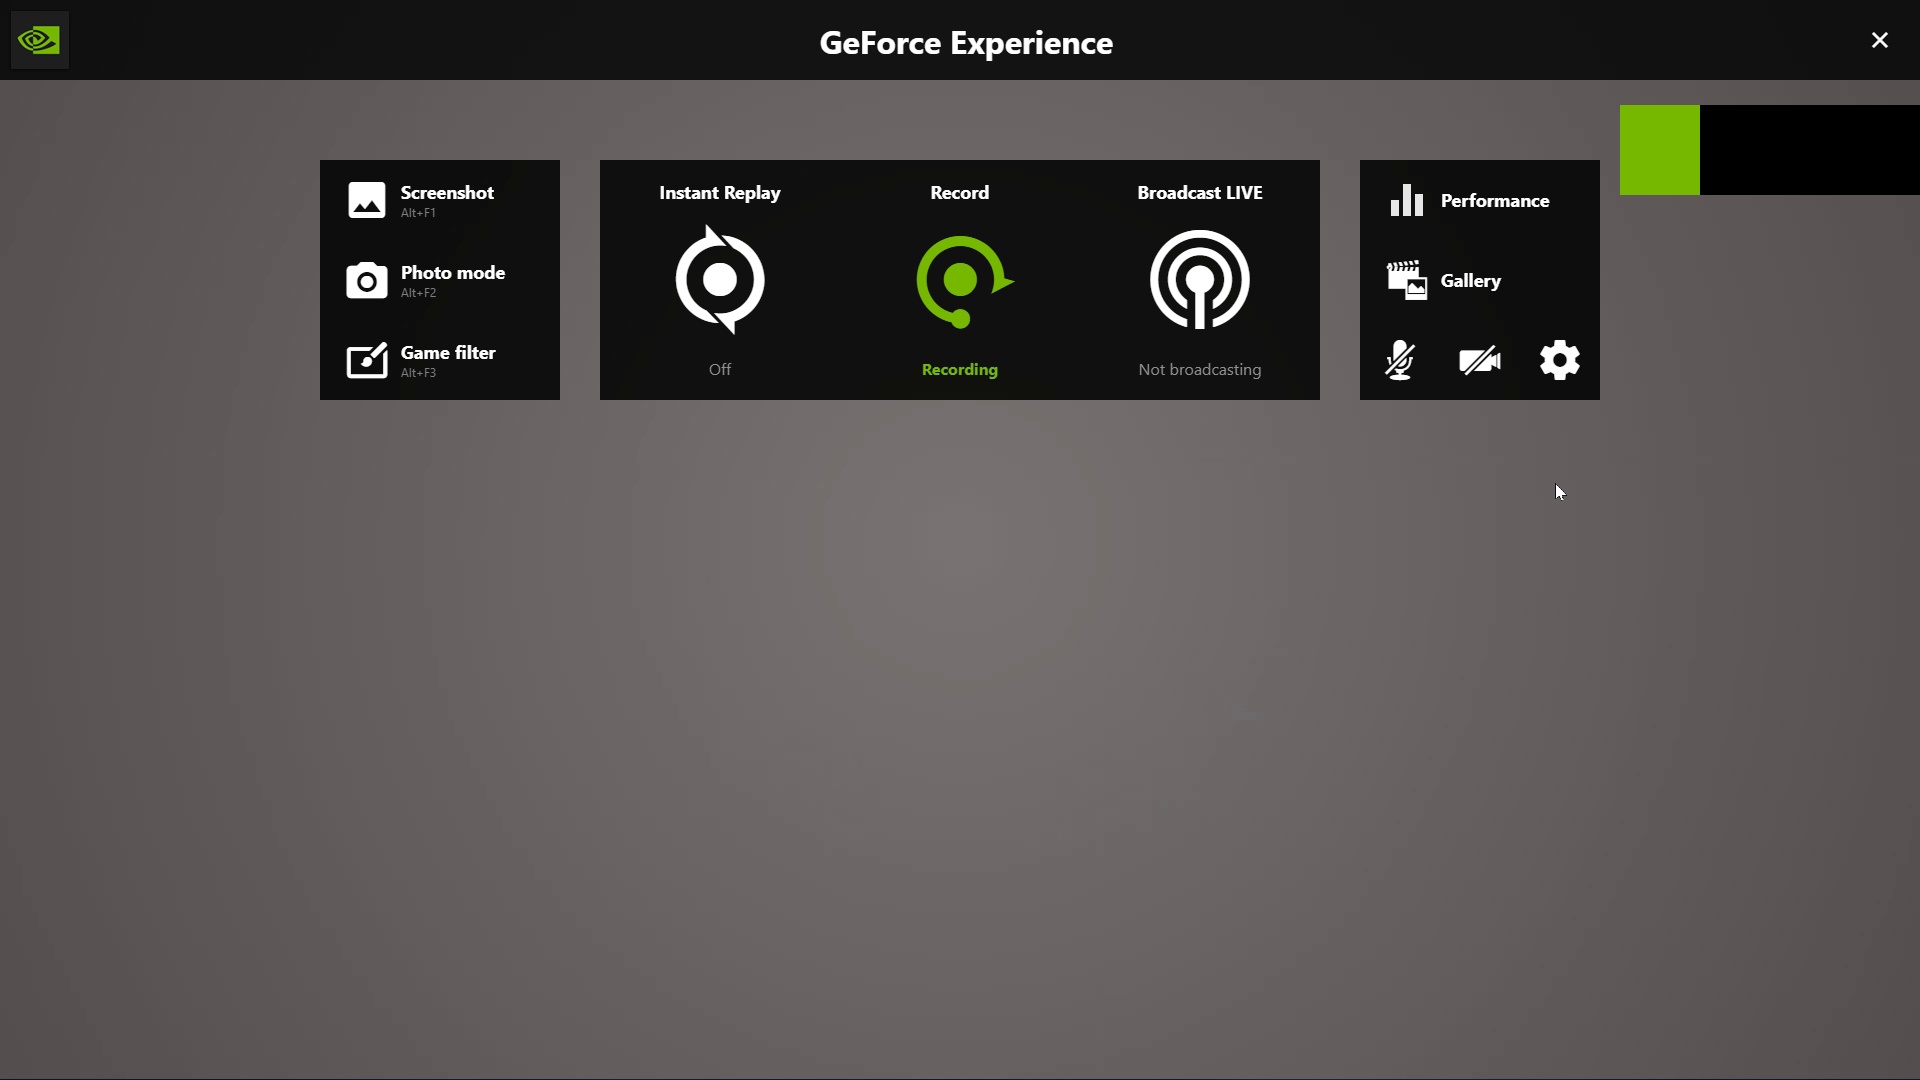 GeForce Experience
Screenshot
Alt+F1
Photo mode
Alt+F2
Game filter
Alt+F3
Instant Replay
Off
Record
Recording
Broadcast LIVE
Not broadcasting
Performance
Gallery